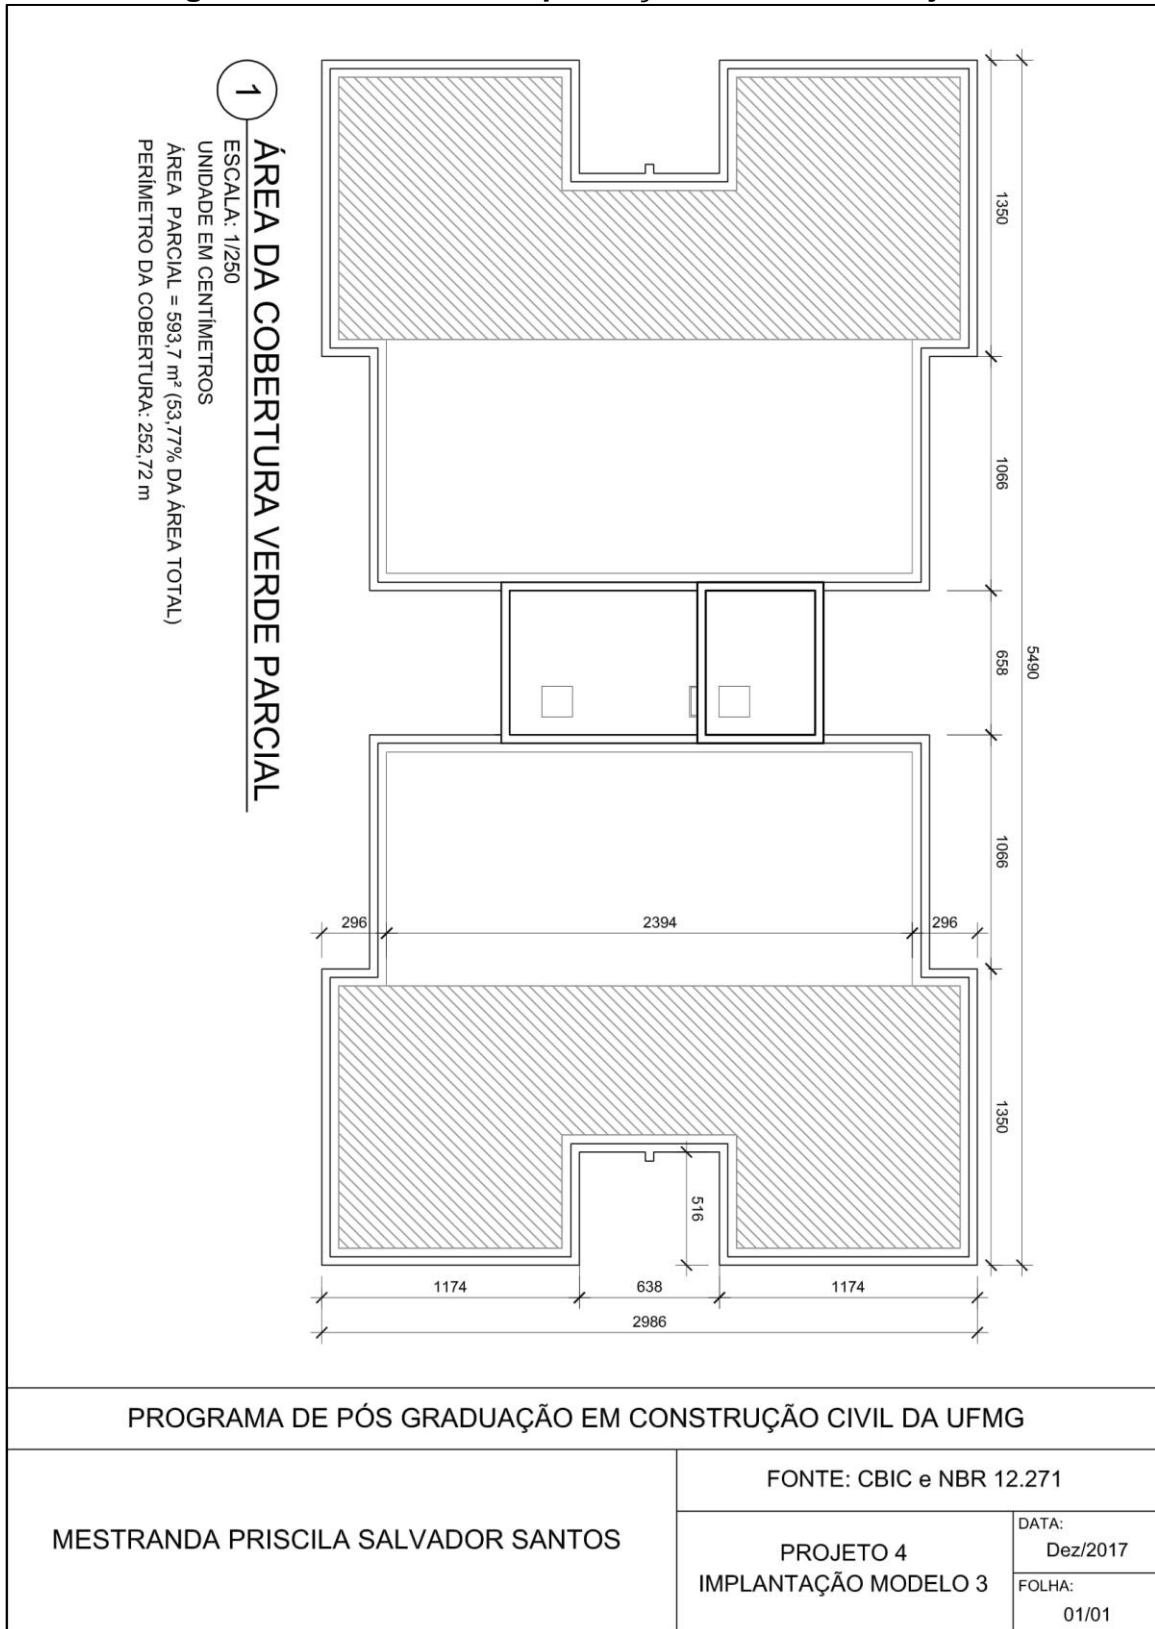 1
ÁREA DA COBERTURA VERDE PARCIAL
ESCALA: 1/250
UNIDADE EM CENTÍMETROS
ÁREA PARCIAL = 593,7 m² (53,77% DA ÁREA TOTAL)
PERÍMETRO DA COBERTURA: 252,72 m
1350
1066
658
5490
1066
296
2394
296
1350
516
1174
638
1174
2986
PROGRAMA DE PÓS GRADUAÇÃO EM CONSTRUÇÃO CIVIL DA UFMG
MESTRANDA PRISCILA SALVADOR SANTOS
FONTE: CBIC e NBR 12.271
PROJETO 4
IMPLANTAÇÃO MODELO 3
DATA:
Dez/2017
FOLHA:
01/01